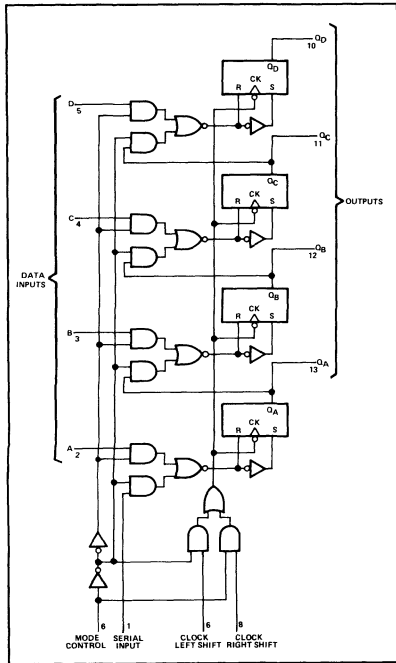 QD
10
QD
CK
R
S
D
5
QC
11
QC
CK
R
S
C
4
OUTPUTS
QB
12
DATA
INPUTS
QB
CK
R
S
B
3
QA
13
QA
CK
R
S
A
2
6
1
6
8
MODE
CONTROL
SERIAL
INPUT
CLOCK
LEFT SHIFT
CLOCK
RIGHT SHIFT